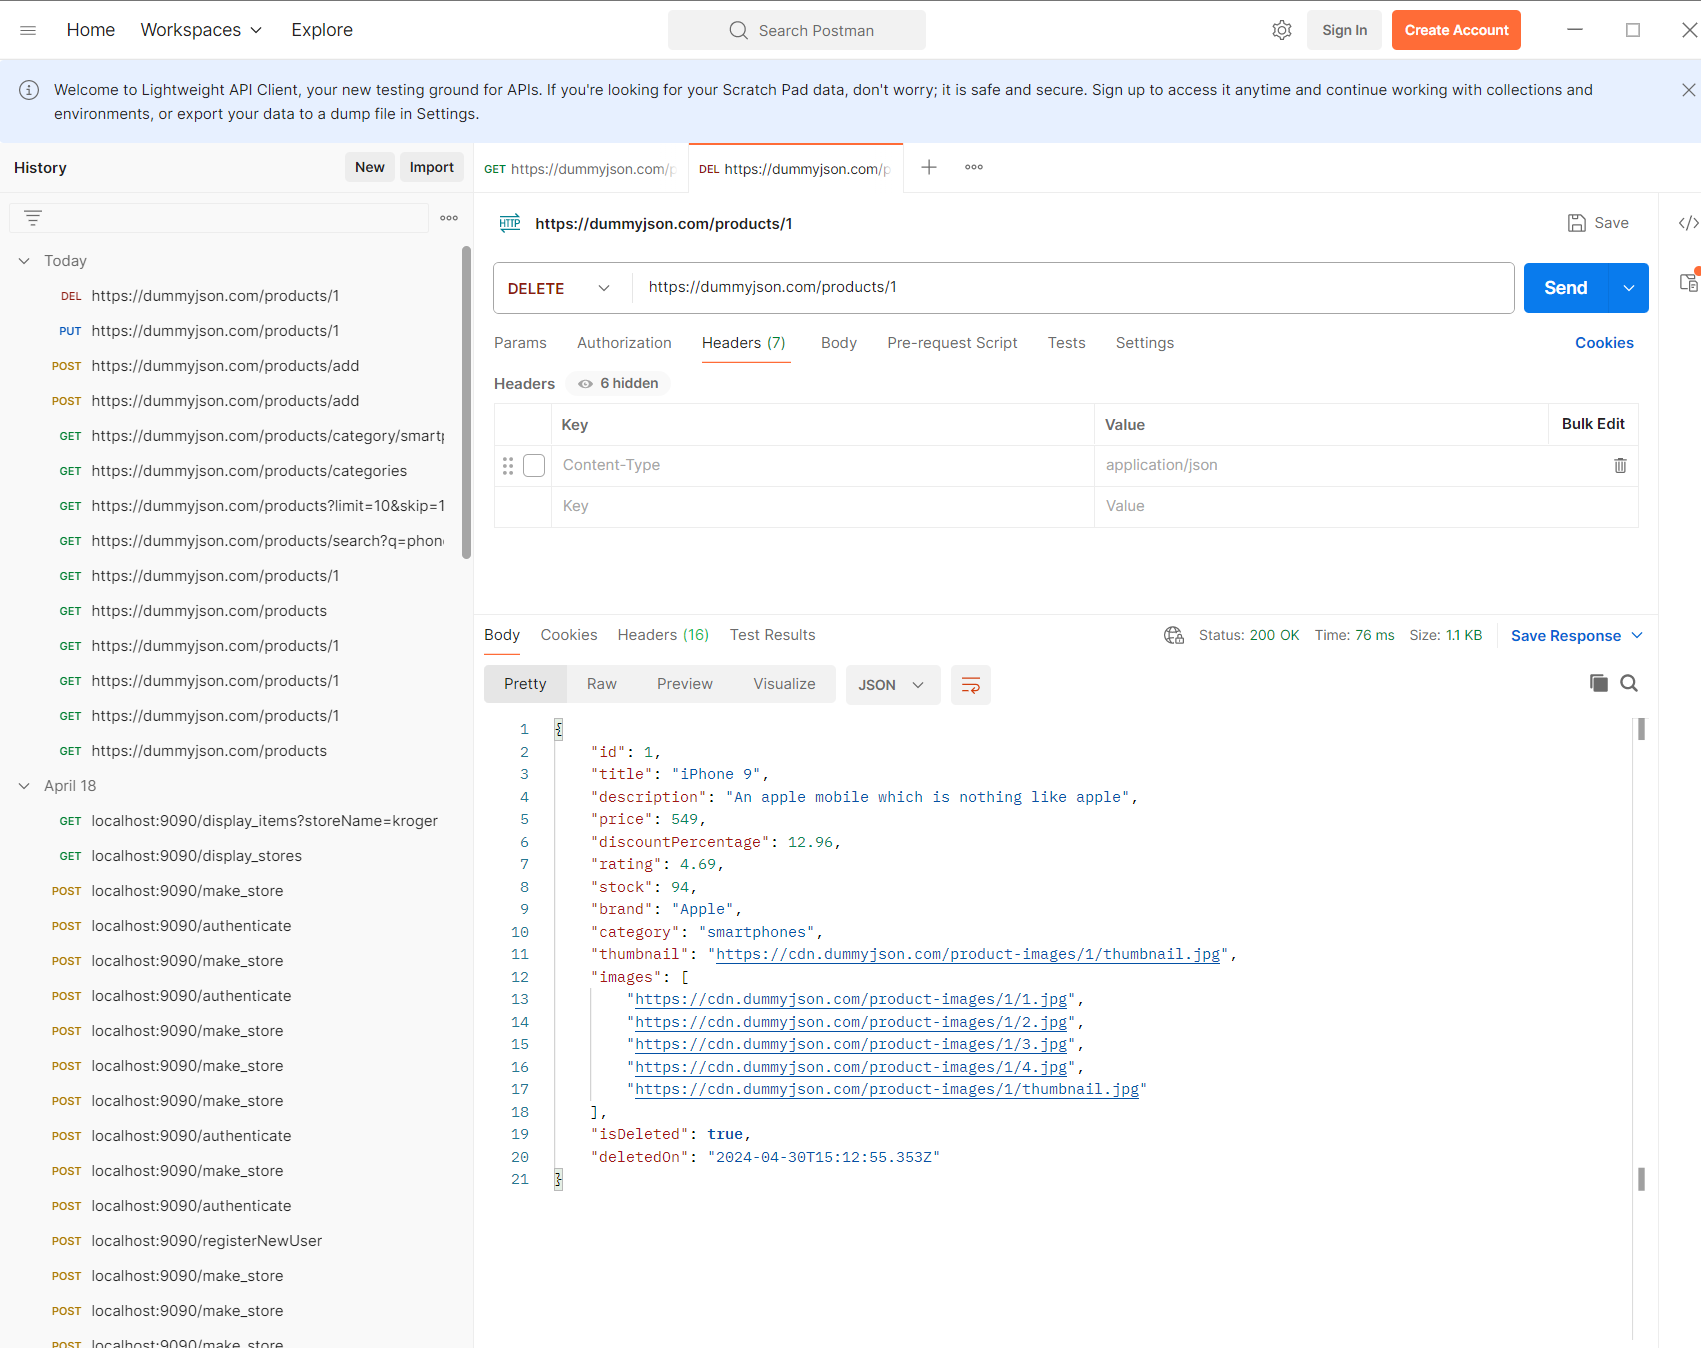 Home Workspaces Explore Search Postman Sign In Create Account
Welcome to Lightweight API Client, your new testing ground for APIs. If you're looking for your Scratch Pad data, don't worry; it is safe and secure. Sign up to access it anytime and continue working with collections and
environments, or export your data to a dump file in Settings.
History New Import
Today
DEL https://dummyjson.com/products/1
PUT https://dummyjson.com/products/1
POST https://dummyjson.com/products/add
POST https://dummyjson.com/products/add
GET https://dummyjson.com/products/category/smartp
GET https://dummyjson.com/products/categories
GET https://dummyjson.com/products?limit=10&skip=1
GET https://dummyjson.com/products/search?q=phon
GET https://dummyjson.com/products/1
GET https://dummyjson.com/products
GET https://dummyjson.com/products/1
GET https://dummyjson.com/products/1
GET https://dummyjson.com/products/1
GET https://dummyjson.com/products
April 18
GET localhost:9090/display_items?storeName=kroger
GET localhost:9090/display_stores
POST localhost:9090/make_store
POST localhost:9090/authenticate
POST localhost:9090/make_store
POST localhost:9090/authenticate
POST localhost:9090/make_store
POST localhost:9090/make_store
POST localhost:9090/make_store
POST localhost:9090/authenticate
POST localhost:9090/make_store
POST localhost:9090/authenticate
POST localhost:9090/registerNewUser
POST localhost:9090/make_store
POST localhost:9090/make_store
POST localhost:9090/make_store
GET https://dummyjson.com/p DEL https://dummyjson.com/p
HTTP https://dummyjson.com/products/1 Save
DELETE https://dummyjson.com/products/1 Send
Params Authorization Headers (7) Body Pre-request Script Tests Settings Cookies
Headers 6 hidden
Key Value Bulk Edit
Content-Type application/json
Key Value
Body Cookies Headers (16) Test Results Status: 200 OK Time: 76 ms Size: 1.1 KB Save Response
Pretty Raw Preview Visualize JSON
1 {
2 "id": 1,
3 "title": "iPhone 9",
4 "description": "An apple mobile which is nothing like apple",
5 "price": 549,
6 "discountPercentage": 12.96,
7 "rating": 4.69,
8 "stock": 94,
9 "brand": "Apple",
10 "category": "smartphones",
11 "thumbnail": "https://cdn.dummyjson.com/product-images/1/thumbnail.jpg",
12 "images": [
13 "https://cdn.dummyjson.com/product-images/1/1.jpg",
14 "https://cdn.dummyjson.com/product-images/1/2.jpg",
15 "https://cdn.dummyjson.com/product-images/1/3.jpg",
16 "https://cdn.dummyjson.com/product-images/1/4.jpg",
17 "https://cdn.dummyjson.com/product-images/1/thumbnail.jpg"
18 ],
19 "isDeleted": true,
20 "deletedOn": "2024-04-30T15:12:55.353Z"
21 }